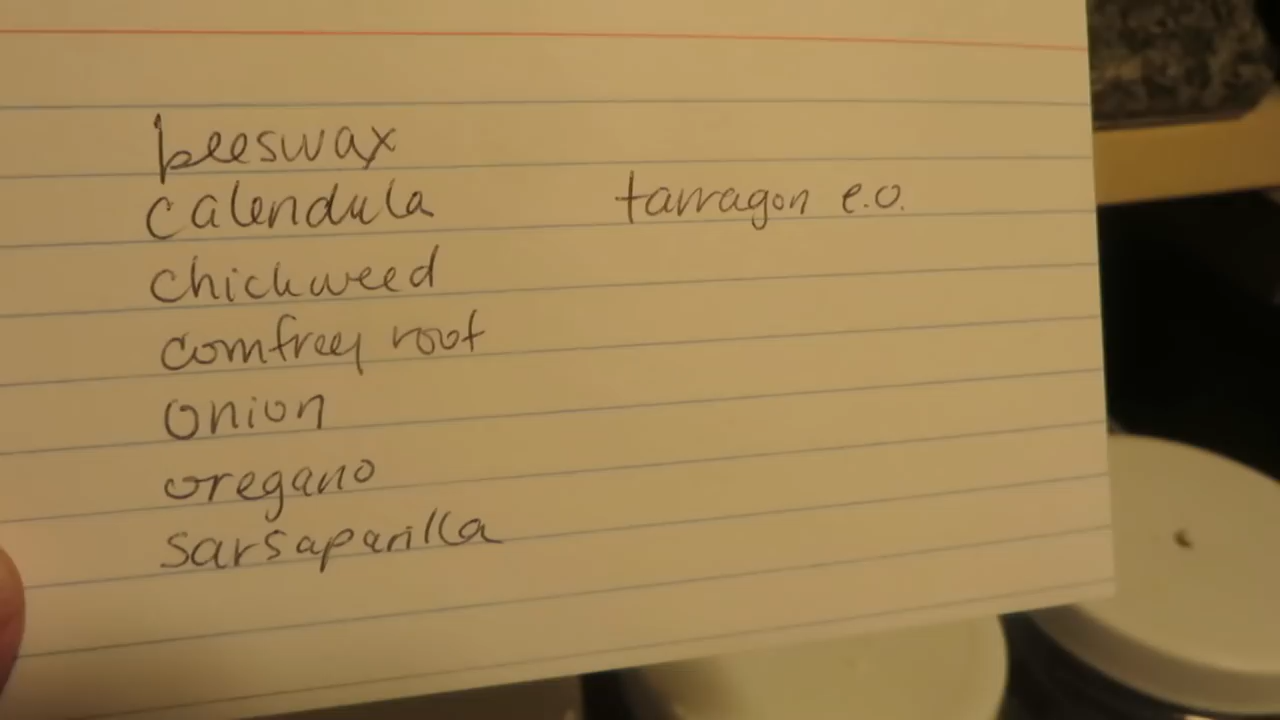 beeswax
calendula tarragon e.o.
chickweed
comfrey root
onion
oregano
sarsaparilla